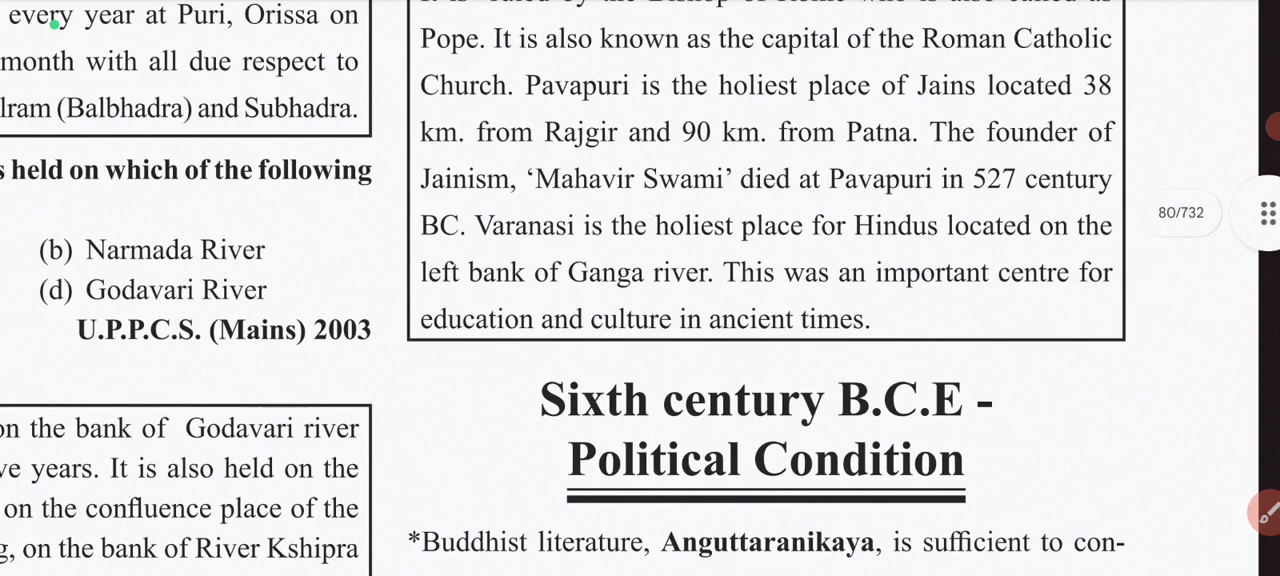 every year at Puri, Orissa on
month with all due respect to
lram (Balbhadra) and Subhadra.
s held on which of the following
(b) Narmada River
(d) Godavari River
U.P.P.C.S. (Mains) 2003
on the bank of Godavari river
ve years. It is also held on the
on the confluence place of the
g, on the bank of River Kshipra
Pope. It is also known as the capital of the Roman Catholic
Church. Pavapuri is the holiest place of Jains located 38
km. from Rajgir and 90 km. from Patna. The founder of
Jainism, ‘Mahavir Swami’ died at Pavapuri in 527 century
BC. Varanasi is the holiest place for Hindus located on the
left bank of Ganga river. This was an important centre for
education and culture in ancient times.
Sixth century B.C.E -
Political Condition
*Buddhist literature, Anguttaranikaya, is sufficient to con-
80/732